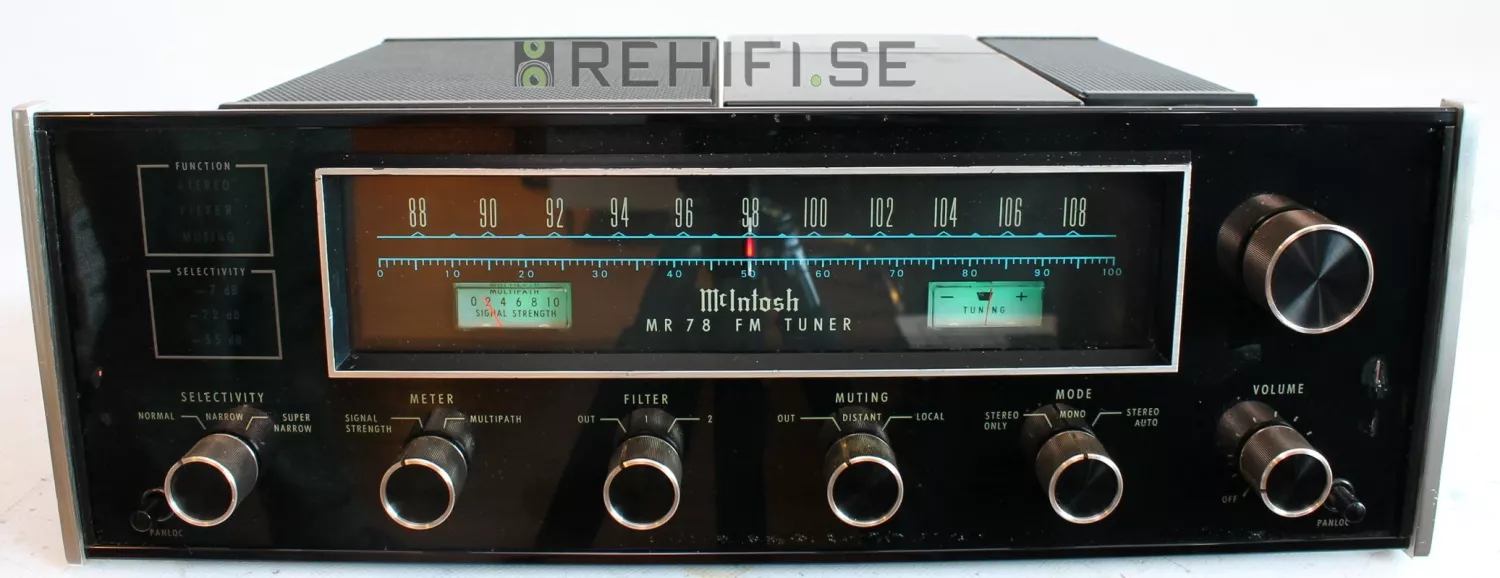 REHIFI.SE
FUNCTION
STEREO
FILTER
MUTING
SELECTIVITY
-7 dB
-22 dB
-55 dB
88 90 92 94 96 98 100 102 104 106 108
0 10 20 30 40 50 60 70 80 90 100
MULTIPATH
0 2 4 6 8 10
SIGNAL STRENGTH
McIntosh
MR 78 FM TUNER
− +
TUNING
SELECTIVITY
NORMAL NARROW SUPER NARROW
METER
SIGNAL STRENGTH MULTIPATH
FILTER
OUT 1 2
MUTING
OUT DISTANT LOCAL
MODE
STEREO ONLY MONO STEREO AUTO
VOLUME
OFF
PANLOC
PANLOC